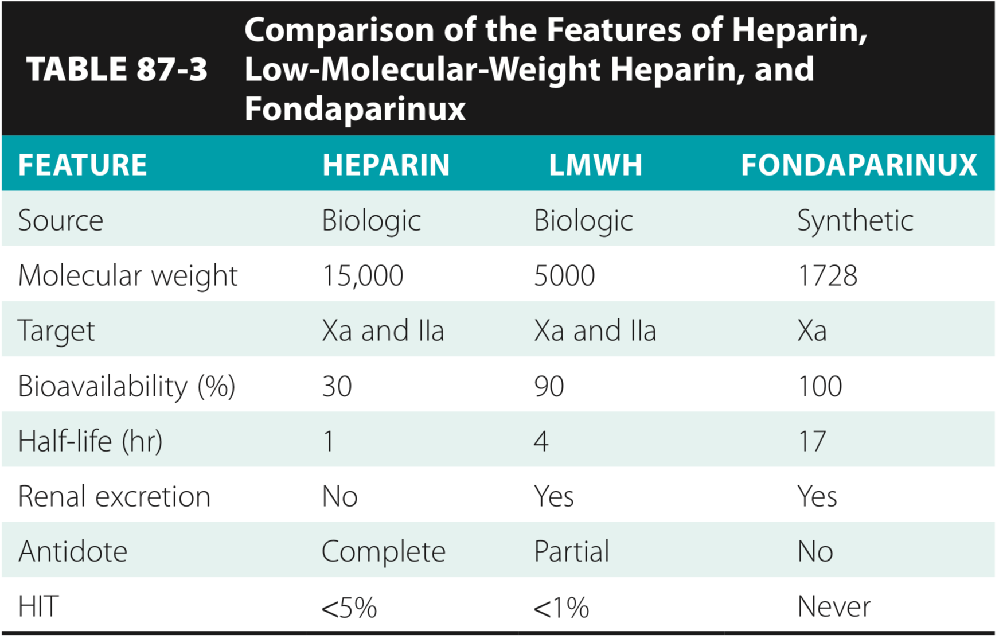 TABLE 87-3
Comparison of the Features of Heparin,
Low-Molecular-Weight Heparin, and
Fondaparinux
FEATURE HEPARIN LMWH FONDAPARINUX
Source Biologic Biologic Synthetic
Molecular weight 15,000 5000 1728
Target Xa and IIa Xa and IIa Xa
Bioavailability (%) 30 90 100
Half-life (hr) 1 4 17
Renal excretion No Yes Yes
Antidote Complete Partial No
HIT <5% <1% Never